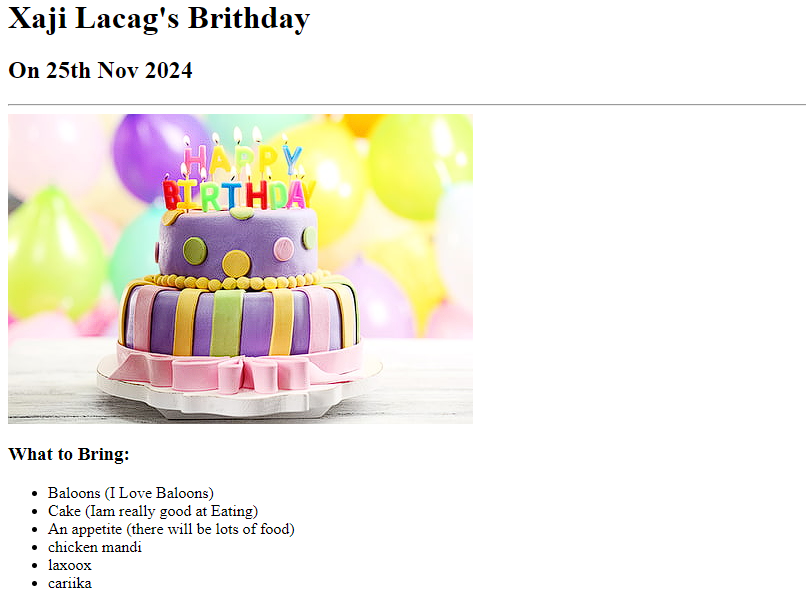 Xaji Lacag's Brithday
On 25th Nov 2024
HAPPY
BIRTHDAY
What to Bring:
Baloons (I Love Baloons)
Cake (Iam really good at Eating)
An appetite (there will be lots of food)
chicken mandi
laxoox
cariika